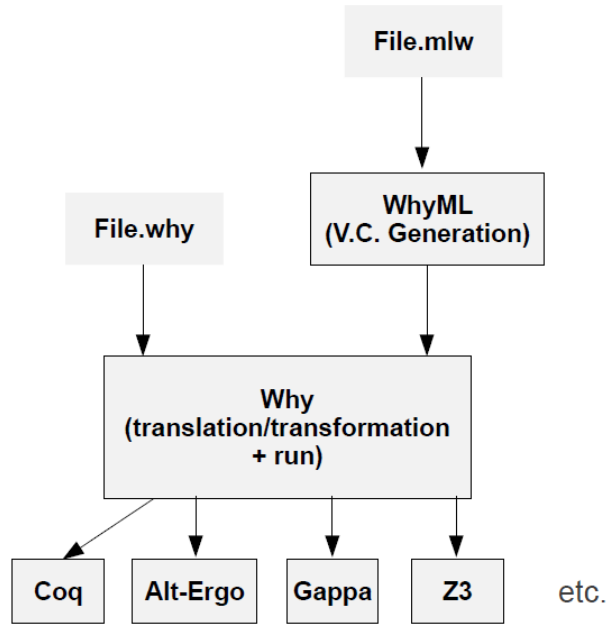 File.mlw
WhyML
(V.C. Generation)
File.why
Why
(translation/transformation
+ run)
Coq
Alt-Ergo
Gappa
Z3
etc.